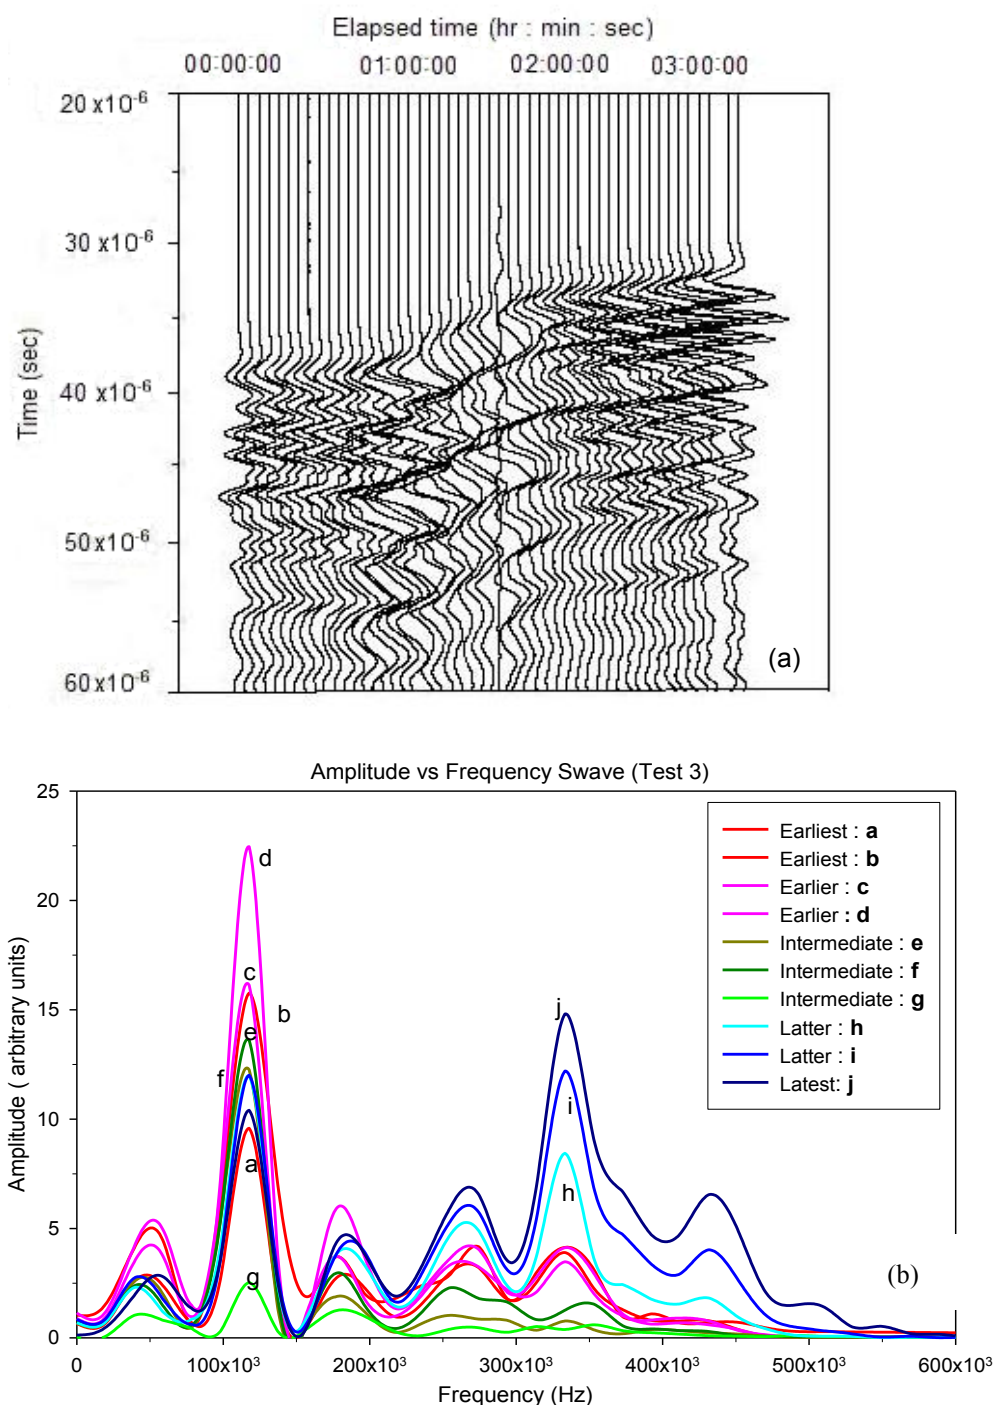 Elapsed time (hr : min : sec)
00:00:00 01:00:00 02:00:00 03:00:00
20 x10-6
30 x10-6
40 x10-6
50x10-6
60x10-6
Time (sec)
(a)
Amplitude vs Frequency Swave (Test 3)
25
20
15
10
5
0
Amplitude ( arbitrary units)
Earliest : a
Earliest : b
Earlier : c
Earlier : d
Intermediate : e
Intermediate : f
Intermediate : g
Latter : h
Latter : i
Latest: j
d
c
b
e
f
a
g
j
i
h
(b)
0 100x10³ 200x10³ 300x10³ 400x10³ 500x10³ 600x10³
Frequency (Hz)